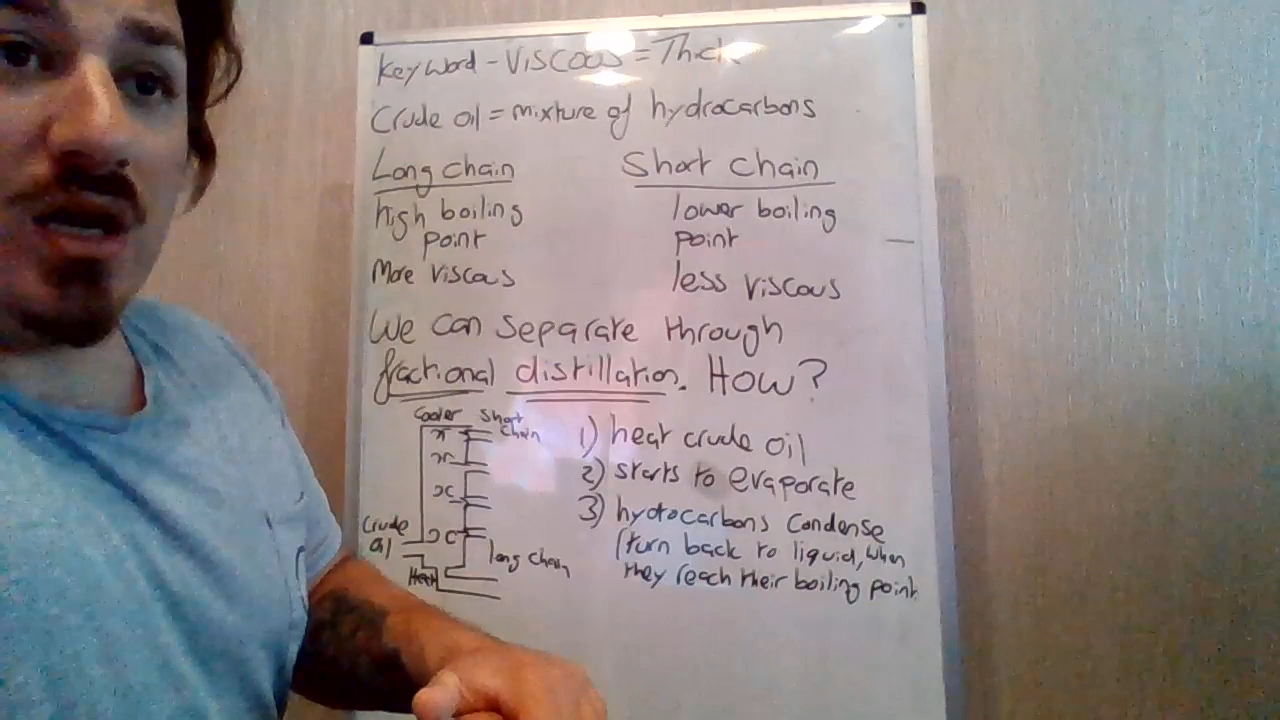 Keyword - Viscous = Thick
Crude oil = mixture of hydrocarbons
Long chain
Short chain
high boiling
point
lower boiling
point
More viscous
less viscous
We can separate through
fractional distillation. How?
Cooler
Short
chain
Crude
oil
Heat
long chain
1) heat crude oil
2) starts to evaporate
3) hydrocarbons condense
(turn back to liquid, when
they reach their boiling point